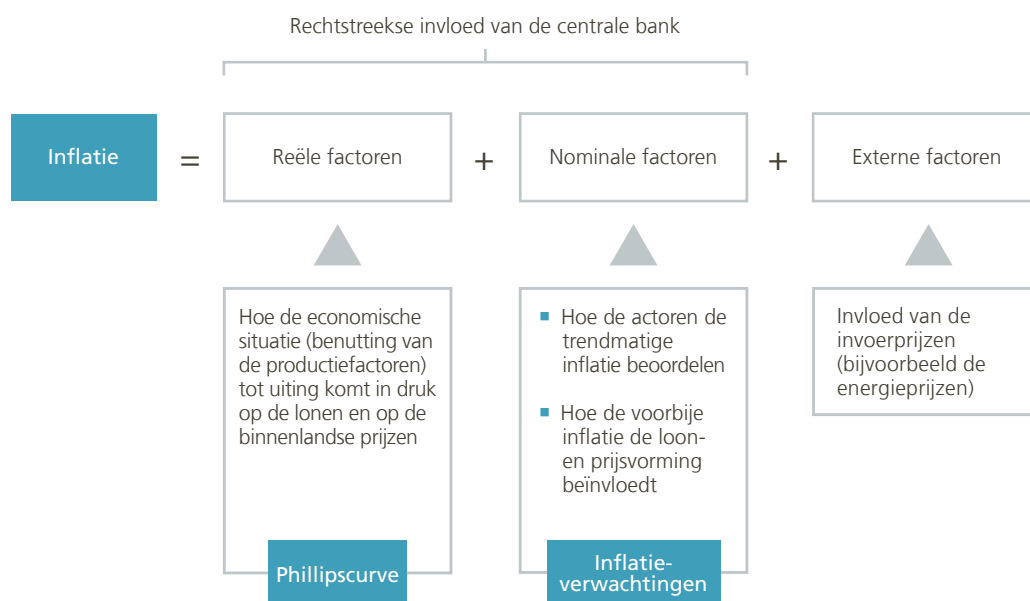 Rechtstreekse invloed van de centrale bank
Inflatie
=
Reële factoren
+
Nominale factoren
+
Externe factoren
Hoe de economische
situatie (benutting van
de productiefactoren)
tot uiting komt in druk
op de lonen en op de
binnenlandse prijzen
Phillipscurve
Hoe de actoren de
trendmatige
inflatie beoordelen
Hoe de voorbije
inflatie de loon-
en prijsvorming
beïnvloedt
Inflatie-
verwachtingen
Invloed van de
invoerprijzen
(bijvoorbeeld de
energieprijzen)